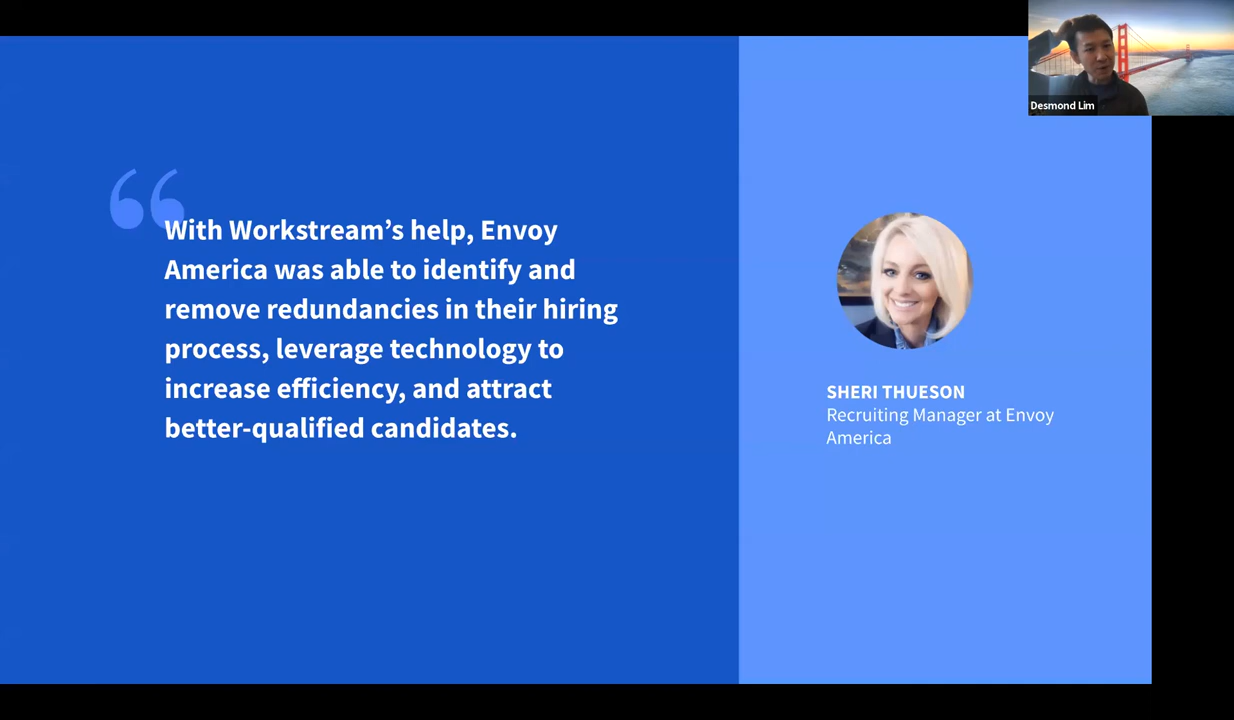 Desmond Lim
“
With Workstream’s help, Envoy
America was able to identify and
remove redundancies in their hiring
process, leverage technology to
increase efficiency, and attract
better-qualified candidates.
SHERI THUESON
Recruiting Manager at Envoy
America